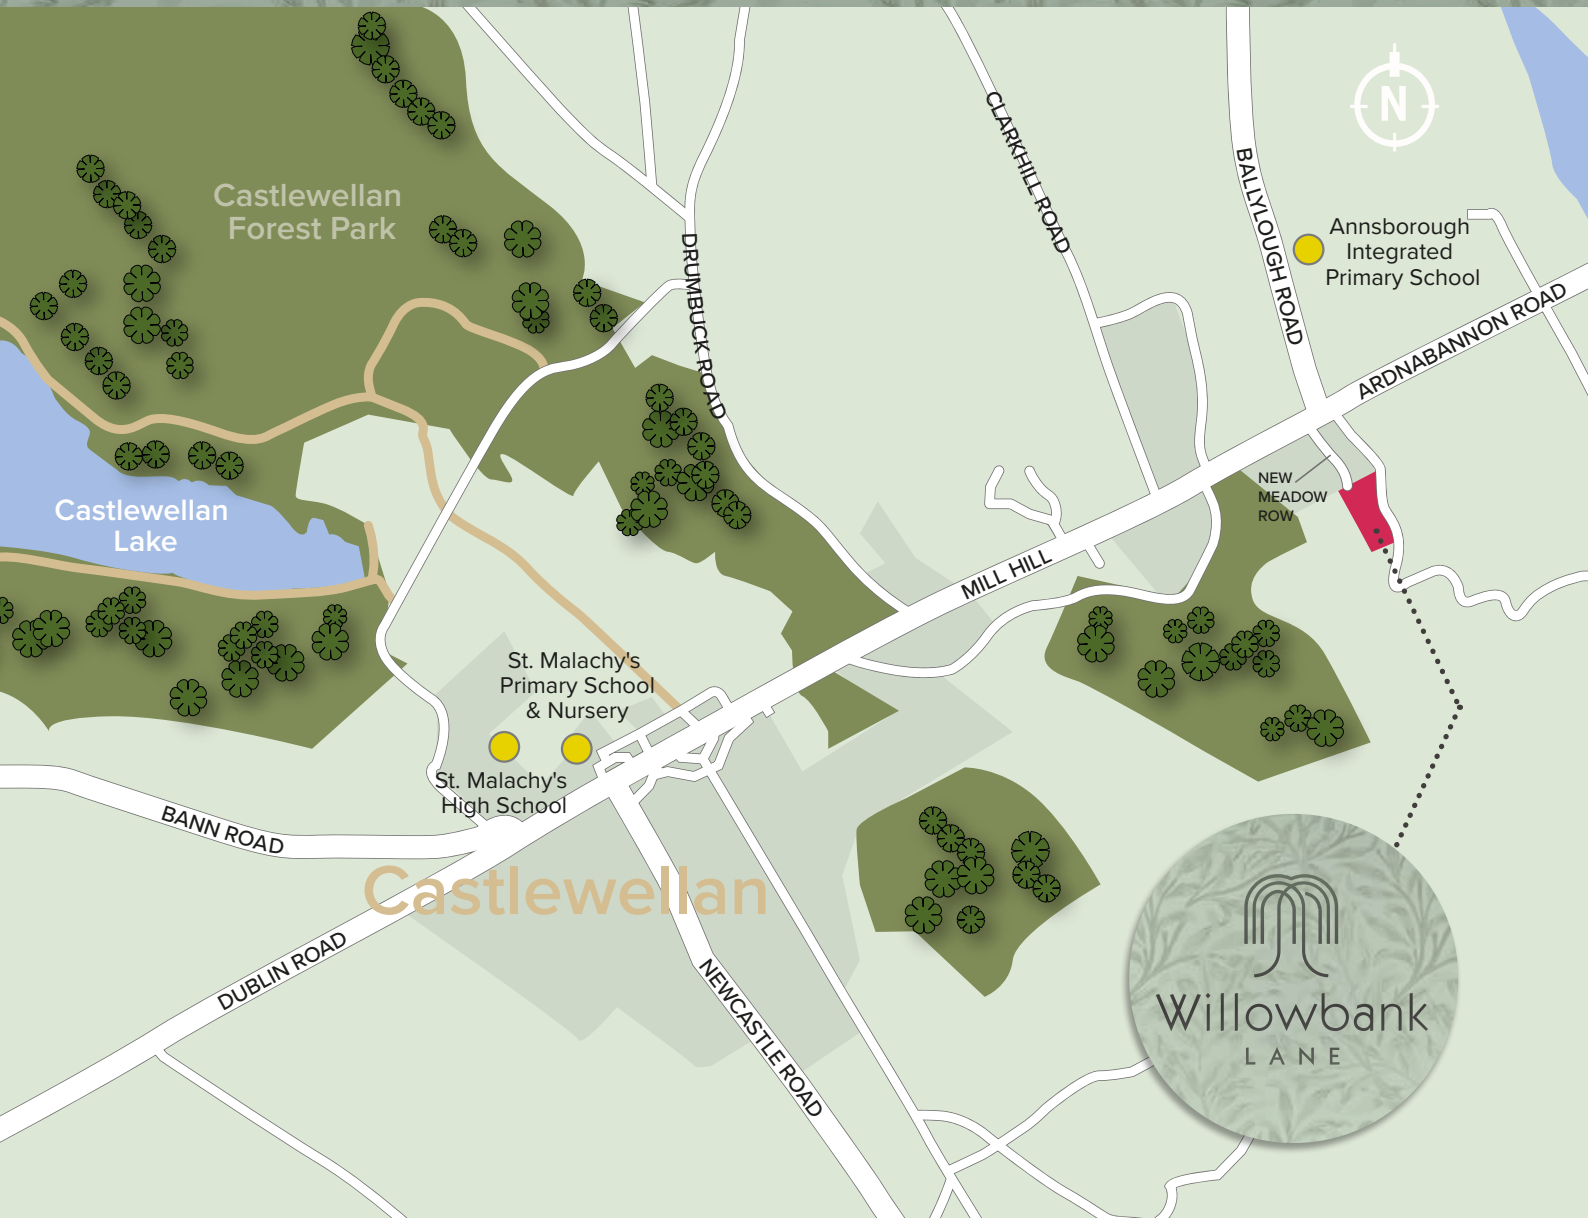 N
CLARKHILL ROAD
BALLYLOUGH ROAD
Castlewellan
Forest Park
Annsborough
Integrated
Primary School
DRUMBUCK ROAD
ARDNABANNON ROAD
NEW
MEADOW
ROW
Castlewellan
Lake
MILL HILL
St. Malachy's
Primary School
& Nursery
St. Malachy's
High School
BANN ROAD
Castlewellan
DUBLIN ROAD
NEWCASTLE ROAD
Willowbank
LANE